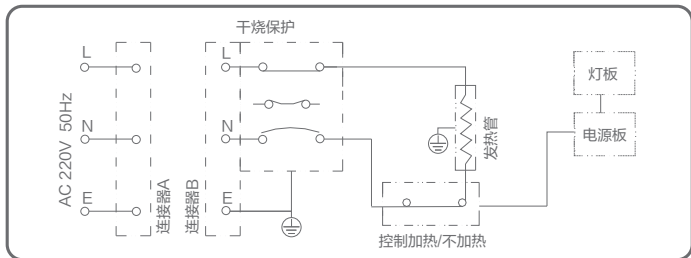 干烧保护
L
L
灯板
AC 220V 50Hz
N
N
电源板
发热管
连接器A
连接器B
E
E
控制加热/不加热